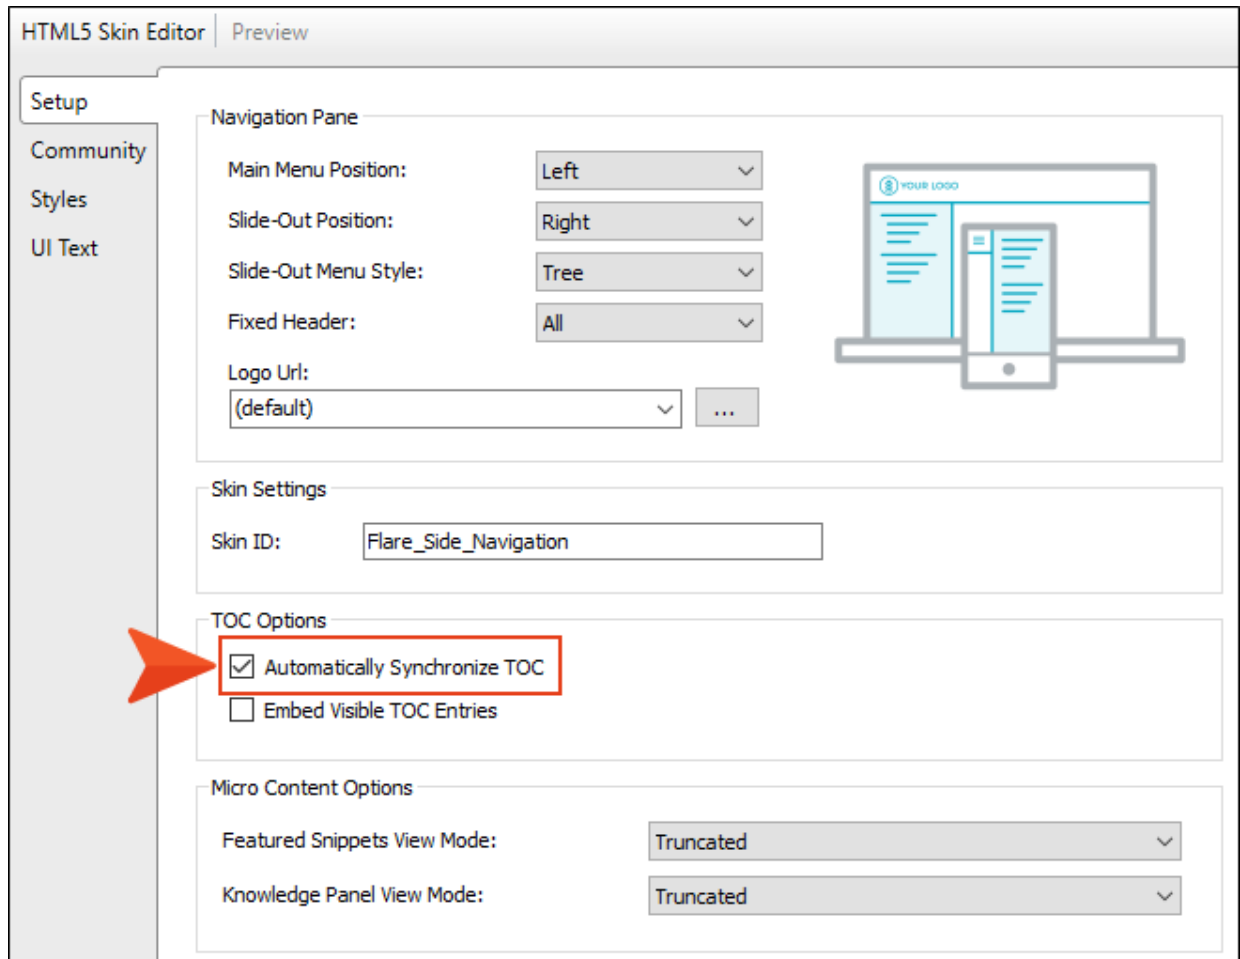 HTML5 Skin Editor Preview
Setup
Community
Styles
UI Text
Navigation Pane
Main Menu Position: Left
Slide-Out Position: Right
Slide-Out Menu Style: Tree
Fixed Header: All
Logo Url:
(default) ...
YOUR LOGO
Skin Settings
Skin ID: Flare_Side_Navigation
TOC Options
Automatically Synchronize TOC
Embed Visible TOC Entries
Micro Content Options
Featured Snippets View Mode: Truncated
Knowledge Panel View Mode: Truncated